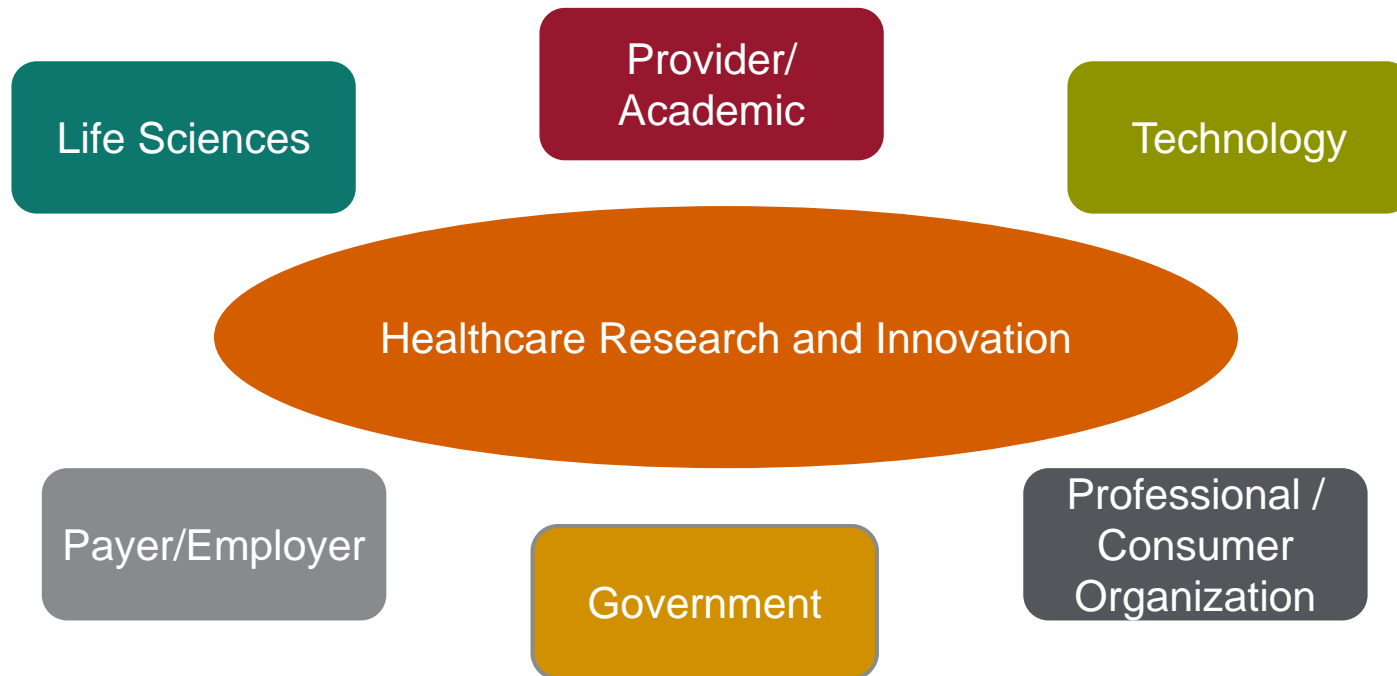 Provider/
Academic
Life Sciences
Technology
Healthcare Research and Innovation
Payer/Employer
Professional /
Consumer
Organization
Government